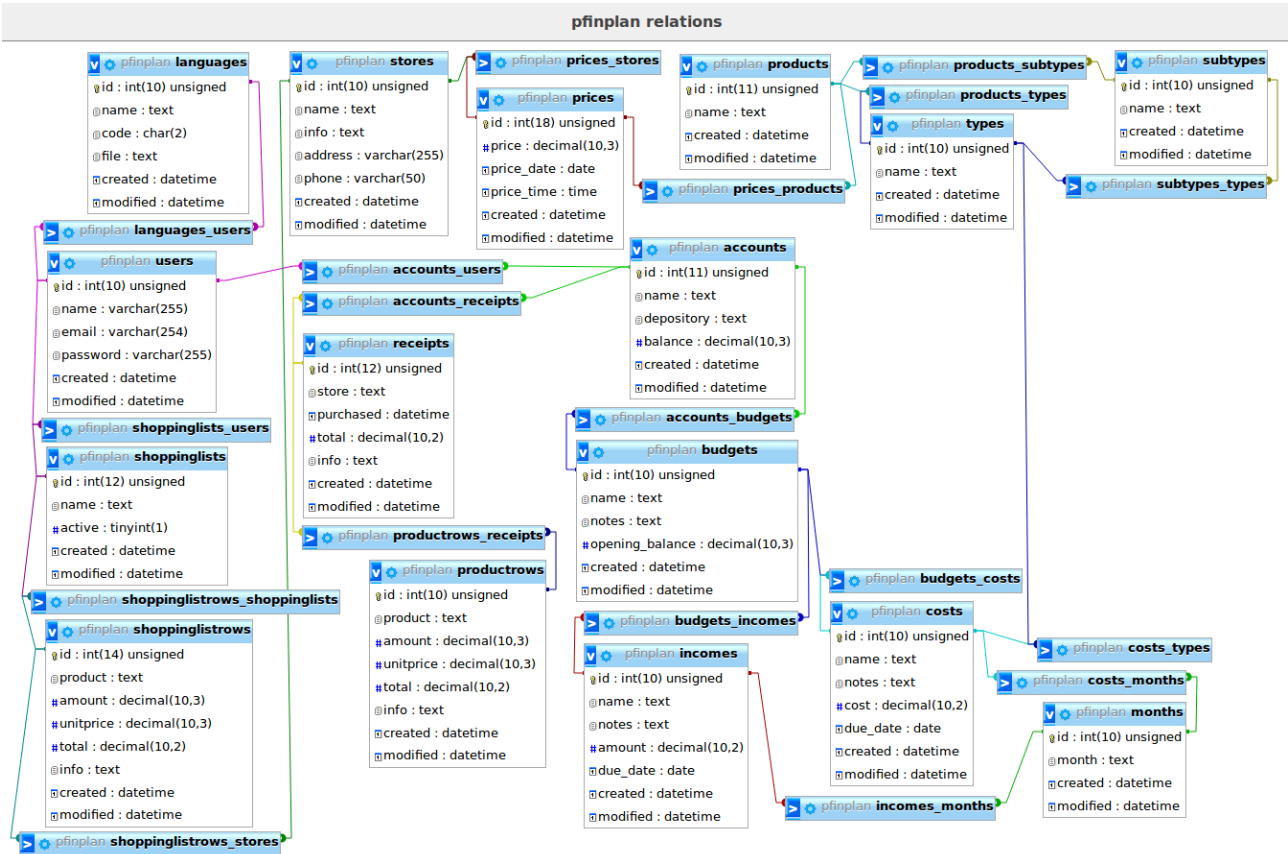 pfinplan relations
pfinplan languages
id : int(10) unsigned
name : text
code : char(2)
file : text
created : datetime
modified : datetime
pfinplan languages_users
pfinplan users
id : int(10) unsigned
name : varchar(255)
email : varchar(254)
password : varchar(255)
created : datetime
modified : datetime
pfinplan shoppinglists_users
pfinplan shoppinglists
id : int(12) unsigned
name : text
active : tinyint(1)
created : datetime
modified : datetime
pfinplan shoppinglistrows_shoppinglists
pfinplan shoppinglistrows
id : int(14) unsigned
product : text
amount : decimal(10,3)
unitprice : decimal(10,3)
total : decimal(10,2)
info : text
created : datetime
modified : datetime
pfinplan shoppinglistrows_stores
pfinplan stores
id : int(10) unsigned
name : text
info : text
address : varchar(255)
phone : varchar(50)
created : datetime
modified : datetime
pfinplan accounts_users
pfinplan accounts_receipts
pfinplan receipts
id : int(12) unsigned
store : text
purchased : datetime
total : decimal(10,2)
info : text
created : datetime
modified : datetime
pfinplan productrows_receipts
pfinplan productrows
id : int(10) unsigned
product : text
amount : decimal(10,3)
unitprice : decimal(10,3)
total : decimal(10,2)
info : text
created : datetime
modified : datetime
pfinplan prices_stores
pfinplan prices
id : int(18) unsigned
price : decimal(10,3)
price_date : date
price_time : time
created : datetime
modified : datetime
pfinplan products
id : int(11) unsigned
name : text
created : datetime
modified : datetime
pfinplan prices_products
pfinplan accounts
id : int(11) unsigned
name : text
depository : text
balance : decimal(10,3)
created : datetime
modified : datetime
pfinplan accounts_budgets
pfinplan budgets
id : int(10) unsigned
name : text
notes : text
opening_balance : decimal(10,3)
created : datetime
modified : datetime
pfinplan budgets_incomes
pfinplan incomes
id : int(10) unsigned
name : text
notes : text
amount : decimal(10,2)
due_date : date
created : datetime
modified : datetime
pfinplan products_subtypes
pfinplan products_types
pfinplan types
id : int(10) unsigned
name : text
created : datetime
modified : datetime
pfinplan subtypes
id : int(10) unsigned
name : text
created : datetime
modified : datetime
pfinplan subtypes_types
pfinplan budgets_costs
pfinplan costs
id : int(10) unsigned
name : text
notes : text
cost : decimal(10,2)
due_date : date
created : datetime
modified : datetime
pfinplan costs_types
pfinplan costs_months
pfinplan months
id : int(10) unsigned
month : text
created : datetime
modified : datetime
pfinplan incomes_months